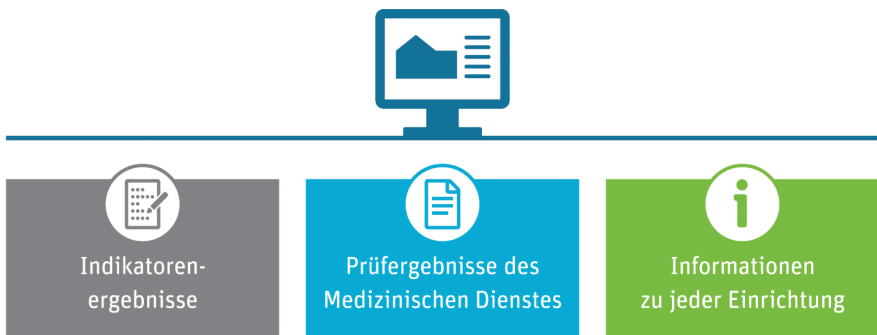 Indikatoren-
ergebnisse
Prüfergebnisse des
Medizinischen Dienstes
Informationen
zu jeder Einrichtung